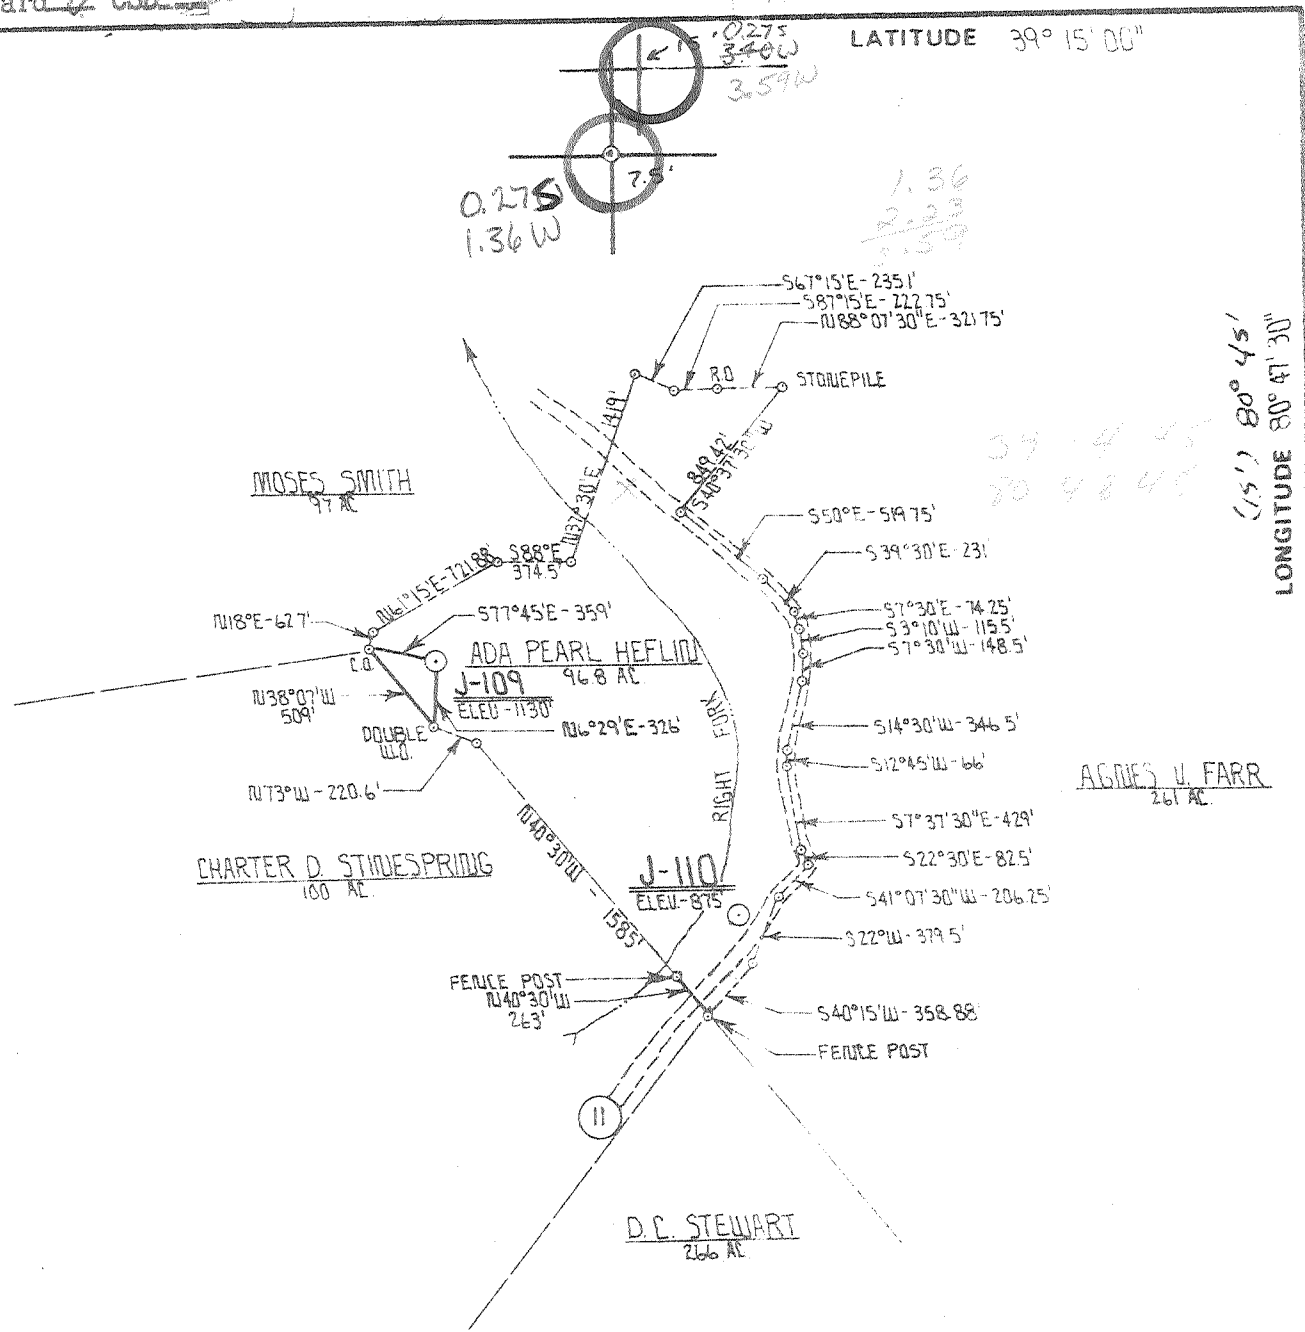 LATITUDE 39° 15' 00"
15'
0.27S
3.40W
3.59W
7.5'
0.27S
1.36W
1.36
2.23
3.59
(15') 80° 45'
LONGITUDE 80° 47' 30"
S67°15'E-235.1'
S87°15'E-222.75'
N88°07'30"E-321.75'
R.O.
STONEPILE
1419'
N37°30'E
849.42'
S40°37'30"W
MOSES SMITH
97 AC.
S50°E-519.75'
S39°30'E-231'
S88°E
374.5'
N61°15'E-721.88'
N18°E-62.7'
S77°45'E-359'
S7°30'E-74.25'
S3°10'W-115.5'
S7°30'W-148.5'
C.O.
ADA PEARL HEFLIN
96.8 AC.
J-109
ELEV-1130'
N38°07'W
509'
DOUBLE
W.O.
N6°29'E-326'
RIGHT FORK
S14°30'W-346.5'
S12°45'W-66'
N73°W-220.6'
AGNES V. FARR
261 AC.
S7°37'30"E-429'
N40°30'W - 1585'
CHARTER D. STINESPRING
100 AC.
S22°30'E-82.5'
J-110
ELEV-875'
S41°07'30"W-206.25'
S22°W-379.5'
FENCE POST
N40°30'W
263'
S40°15'W-358.88'
FENCE POST
11
D.C. STEWART
266 AC.